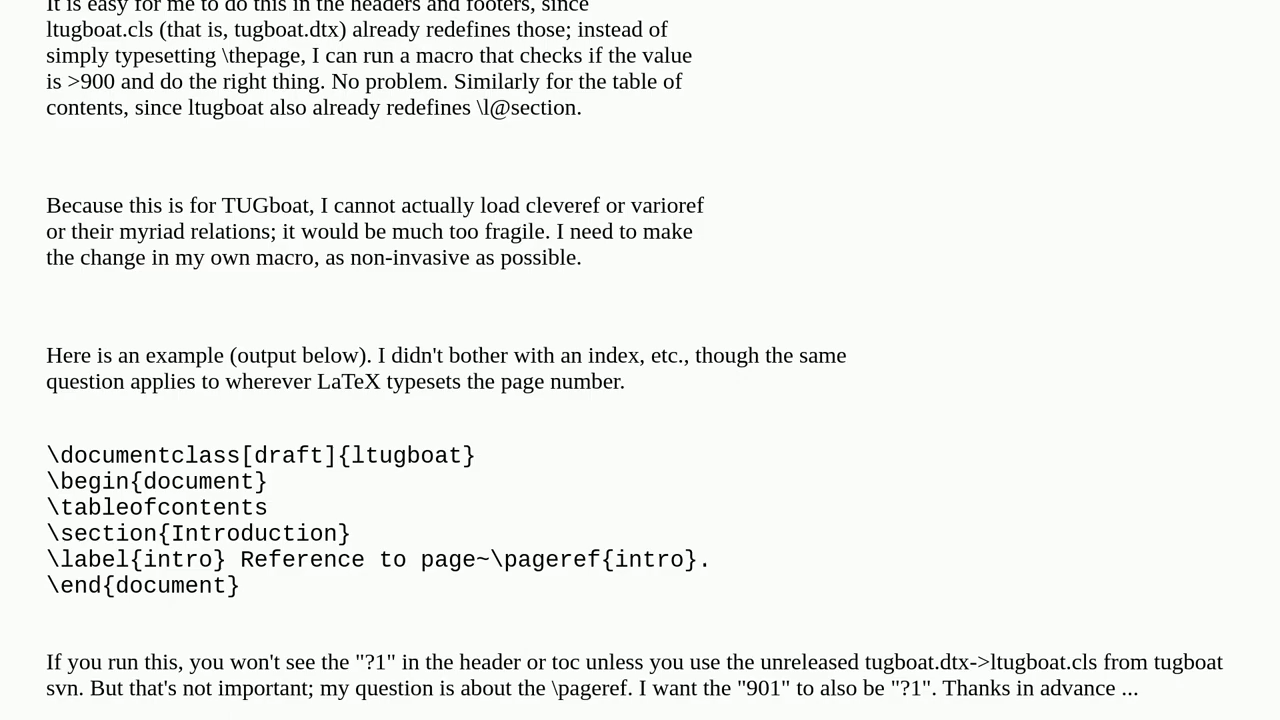 It is easy for me to do this in the headers and footers, since
ltugboat.cls (that is, tugboat.dtx) already redefines those; instead of
simply typesetting \thepage, I can run a macro that checks if the value
is >900 and do the right thing. No problem. Similarly for the table of
contents, since ltugboat also already redefines \l@section.
Because this is for TUGboat, I cannot actually load cleveref or varioref
or their myriad relations; it would be much too fragile. I need to make
the change in my own macro, as non-invasive as possible.
Here is an example (output below). I didn't bother with an index, etc., though the same
question applies to wherever LaTeX typesets the page number.
\documentclass[draft]{ltugboat}
\begin{document}
\tableofcontents
\section{Introduction}
\label{intro} Reference to page~\pageref{intro}.
\end{document}
If you run this, you won't see the "?1" in the header or toc unless you use the unreleased tugboat.dtx->ltugboat.cls from tugboat
svn. But that's not important; my question is about the \pageref. I want the "901" to also be "?1". Thanks in advance ...